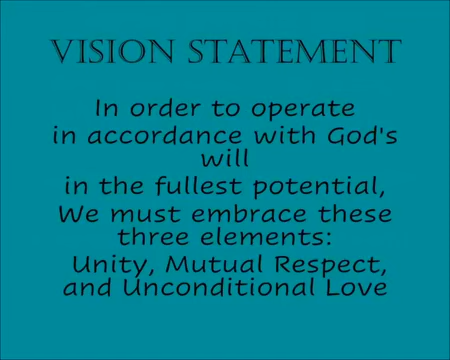 VISION STATEMENT
In order to operate
in accordance with God's
will
in the fullest potential,
We must embrace these
three elements:
Unity, Mutual Respect,
and Unconditional Love